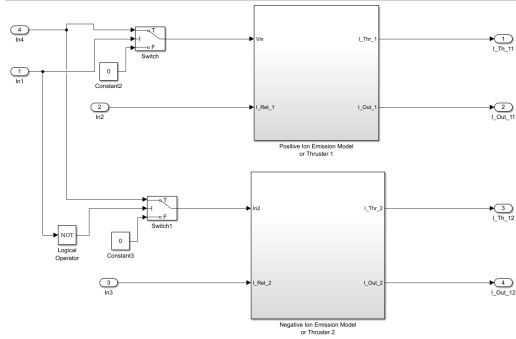 4
In4
1
In1
T
F
Switch
0
Constant2
2
In2
Vin
I_Thr_1
I_Ret_1
I_Out_1
Positive Ion Emission Model
or Thruster 1
1
I_Th_11
2
I_Out_11
T
F
Switch1
NOT
Logical
Operator
0
Constant3
3
In3
In2
I_Thr_2
I_Ret_2
I_Out_2
Negative Ion Emission Model
or Thruster 2
3
I_Th_12
4
I_Out_12